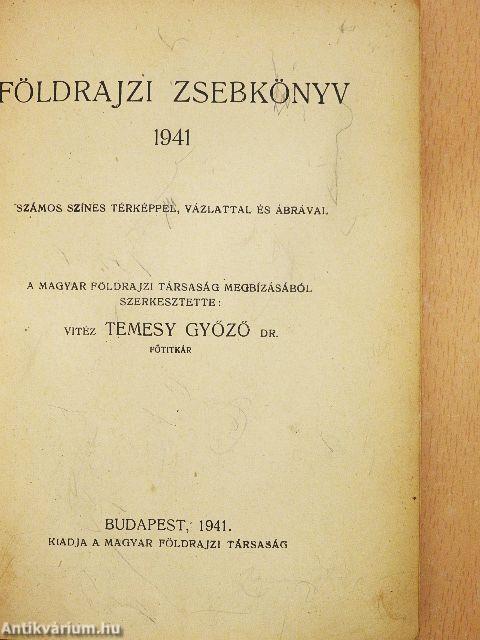 FÖLDRAJZI ZSEBKÖNYV
1941
SZÁMOS SZÍNES TÉRKÉPPEL, VÁZLATTAL ÉS ÁBRÁVAL
A MAGYAR FÖLDRAJZI TÁRSASÁG MEGBÍZÁSÁBÓL
SZERKESZTETTE:
VITÉZ TEMESY GYŐZŐ DR.
FŐTITKÁR
BUDAPEST, 1941.
KIADJA A MAGYAR FÖLDRAJZI TÁRSASÁG
Antikvárium.hu